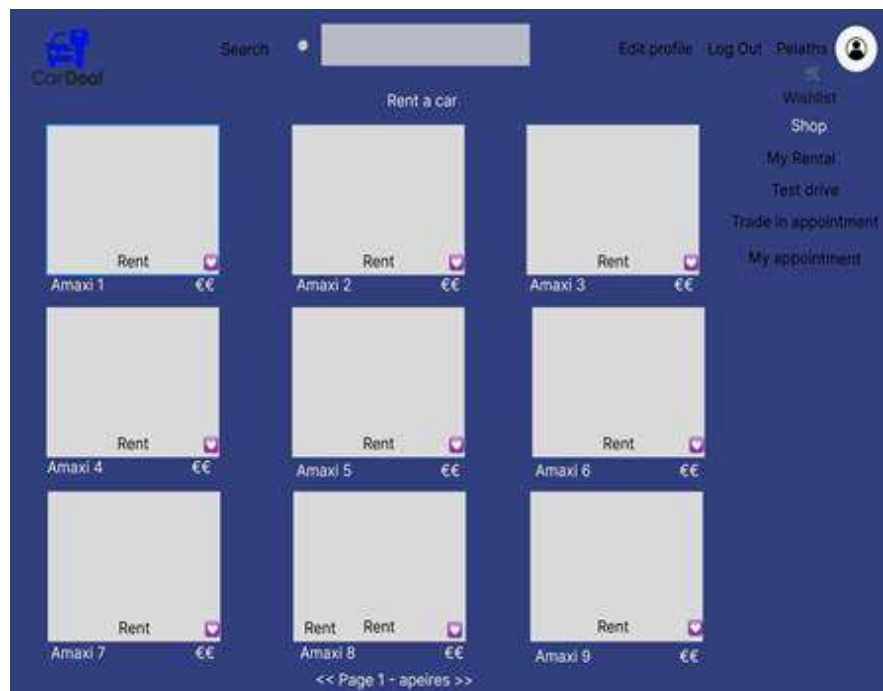 Search Edit profile Log Out Pelaths
CarDeal
Wishlist
Rent a car
Shop
My Rental
Test drive
Trade in appointment
My appointment
Rent Rent Rent
Amaxi 1 €€ Amaxi 2 €€ Amaxi 3 €€
Rent Rent Rent
Amaxi 4 €€ Amaxi 5 €€ Amaxi 6 €€
Rent Rent Rent Rent
Amaxi 7 €€ Amaxi 8 €€ Amaxi 9 €€
<< Page 1 - apeires >>